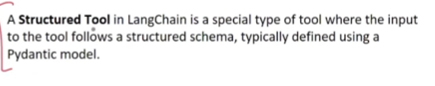 A Structured Tool in LangChain is a special type of tool where the input
to the tool follows a structured schema, typically defined using a
Pydantic model.